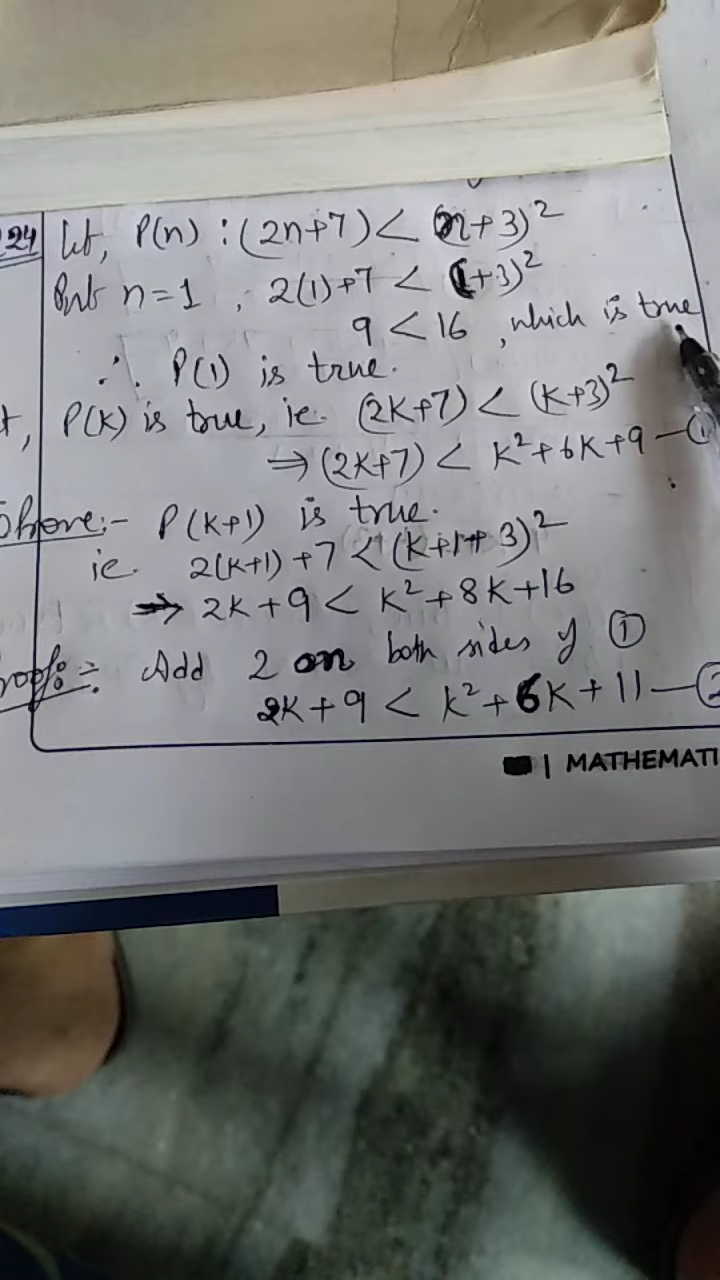 24 Let, P(n) : (2n+7) < (n+3)²
Put n=1 , 2(1)+7 < (1+3)²
9 < 16 , which is true
∴ P(1) is true.
P(K) is true, ie. (2K+7) < (K+3)²
⇒ (2K+7) < K²+6K+9 — ①
P(K+1) is true.
ie. 2(K+1)+7 < (K+1+3)²
⇒ 2K+9 < K²+8K+16
Add 2 on both sides of ①
2K+9 < K²+6K+11 — ②
| MATHEMATI